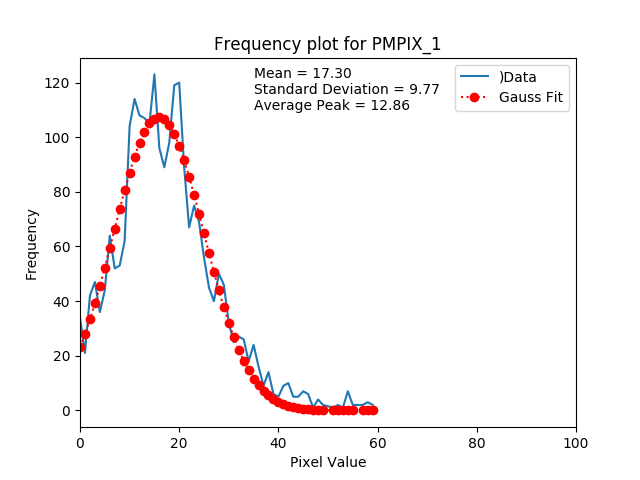 Frequency plot for PMPIX_1
Mean = 17.30
Standard Deviation = 9.77
Average Peak = 12.86
)Data
Gauss Fit
Frequency
120
100
80
60
40
20
0
0 20 40 60 80 100
Pixel Value